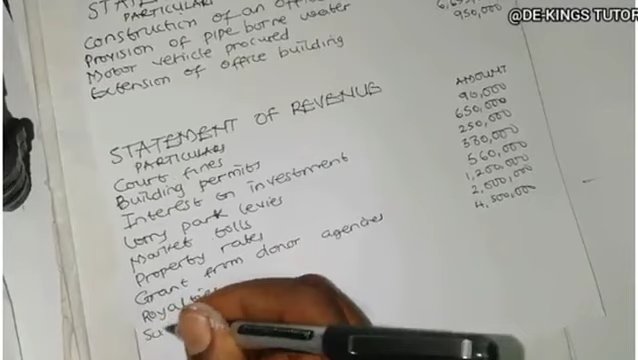 @DE-KINGS TUTOR
PARTICULARS
Construction of an office
Provision of pipe borne water
Motor vehicle procured
Extension of office building
950,000
STATEMENT OF REVENUE
PARTICULARS AMOUNT
Court fines 90,000
Building permits 650,000
Interest on investment 250,000
Lorry park levies 380,000
Market tolls 560,000
Property rates 1,200,000
Grant from donor agencies 2,000,000
4,500,000